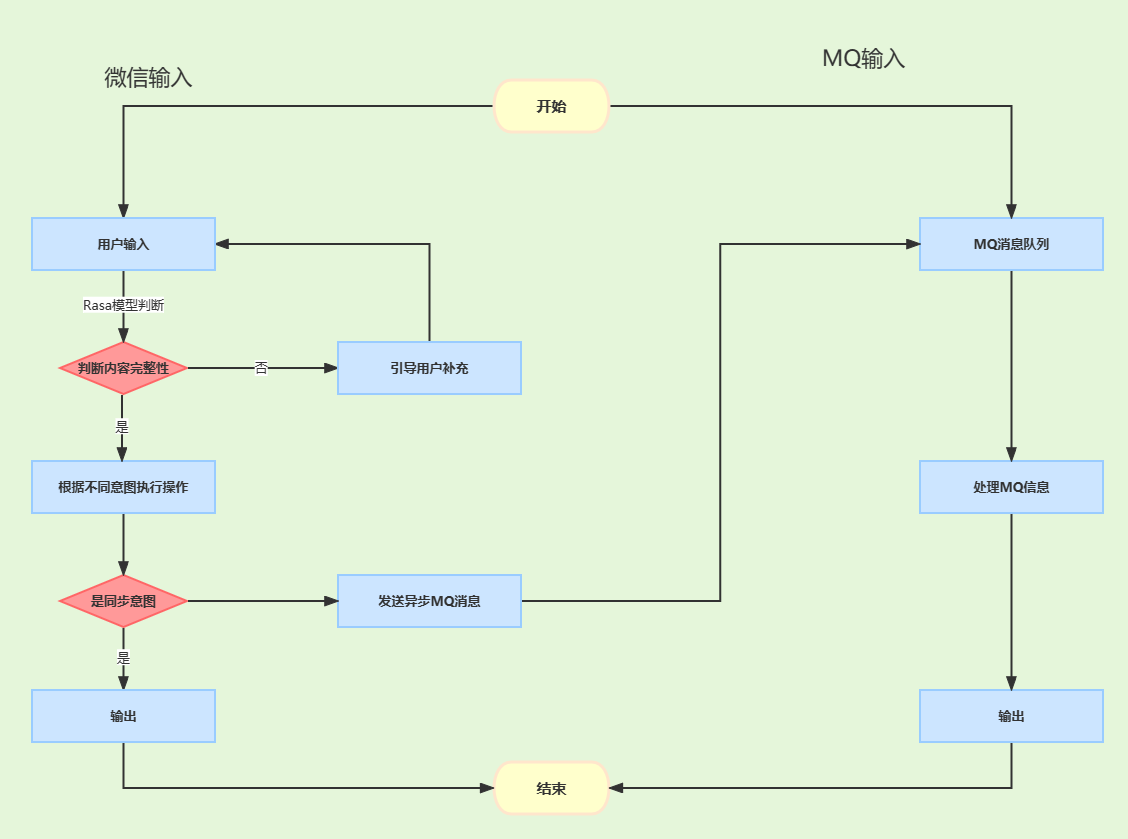 微信输入
MQ输入
开始
用户输入
MQ消息队列
Rasa模型判断
判断内容完整性
否
引导用户补充
是
根据不同意图执行操作
处理MQ信息
是同步意图
发送异步MQ消息
是
输出
输出
结束